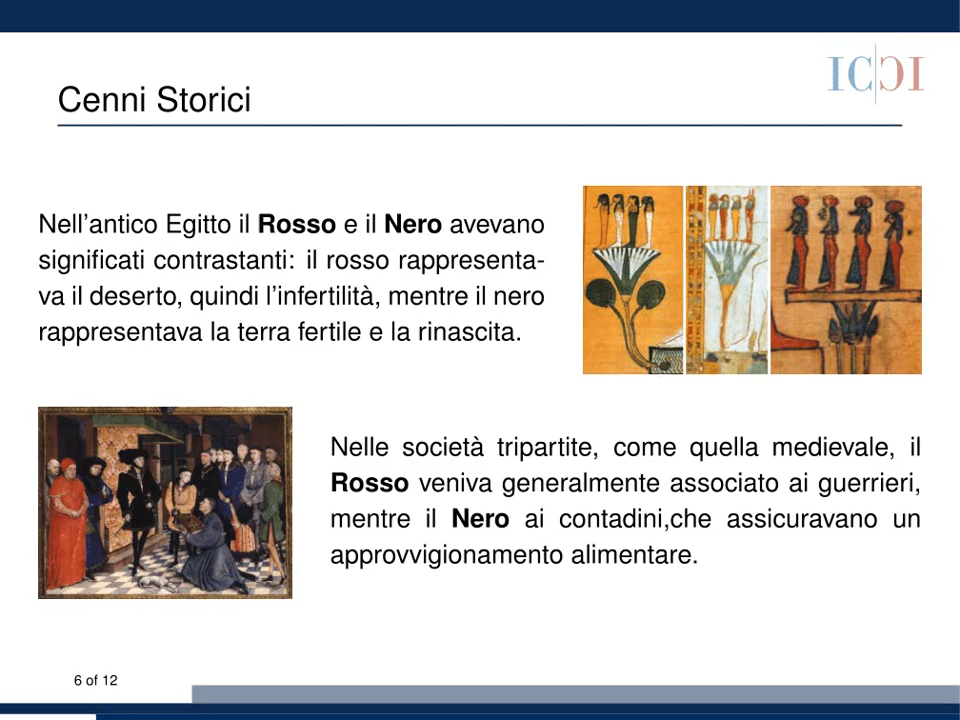 ICCI
Cenni Storici
Nell'antico Egitto il Rosso e il Nero avevano
significati contrastanti: il rosso rappresenta-
va il deserto, quindi l'infertilità, mentre il nero
rappresentava la terra fertile e la rinascita.
Nelle società tripartite, come quella medievale, il
Rosso veniva generalmente associato ai guerrieri,
mentre il Nero ai contadini,che assicuravano un
approvvigionamento alimentare.
6 of 12